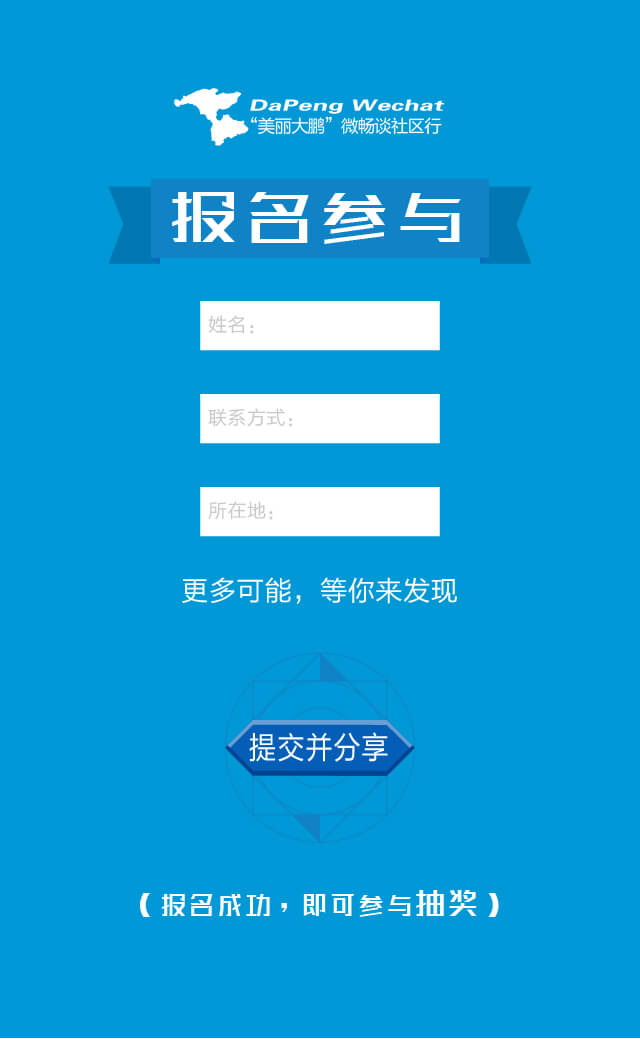 DaPeng Wechat
“美丽大鹏”微畅谈社区行
报名参与
姓名：
联系方式：
所在地：
更多可能，等你来发现
提交并分享
（报名成功，即可参与抽奖）